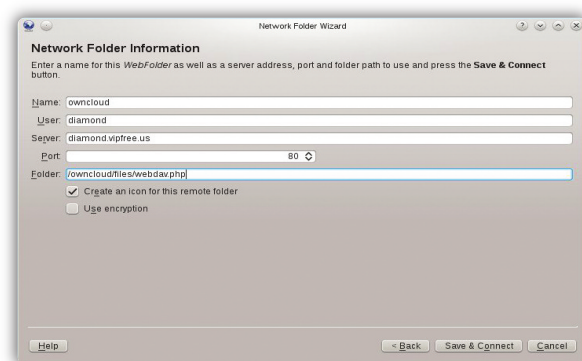 Network Folder Wizard
Network Folder Information
Enter a name for this WebFolder as well as a server address, port and folder path to use and press the Save & Connect
button.
Name: owncloud
User: diamond
Server: diamond.vipfree.us
Port: 80
Folder: /owncloud/files/webdav.php
Create an icon for this remote folder
Use encryption
Help < Back Save & Connect Cancel